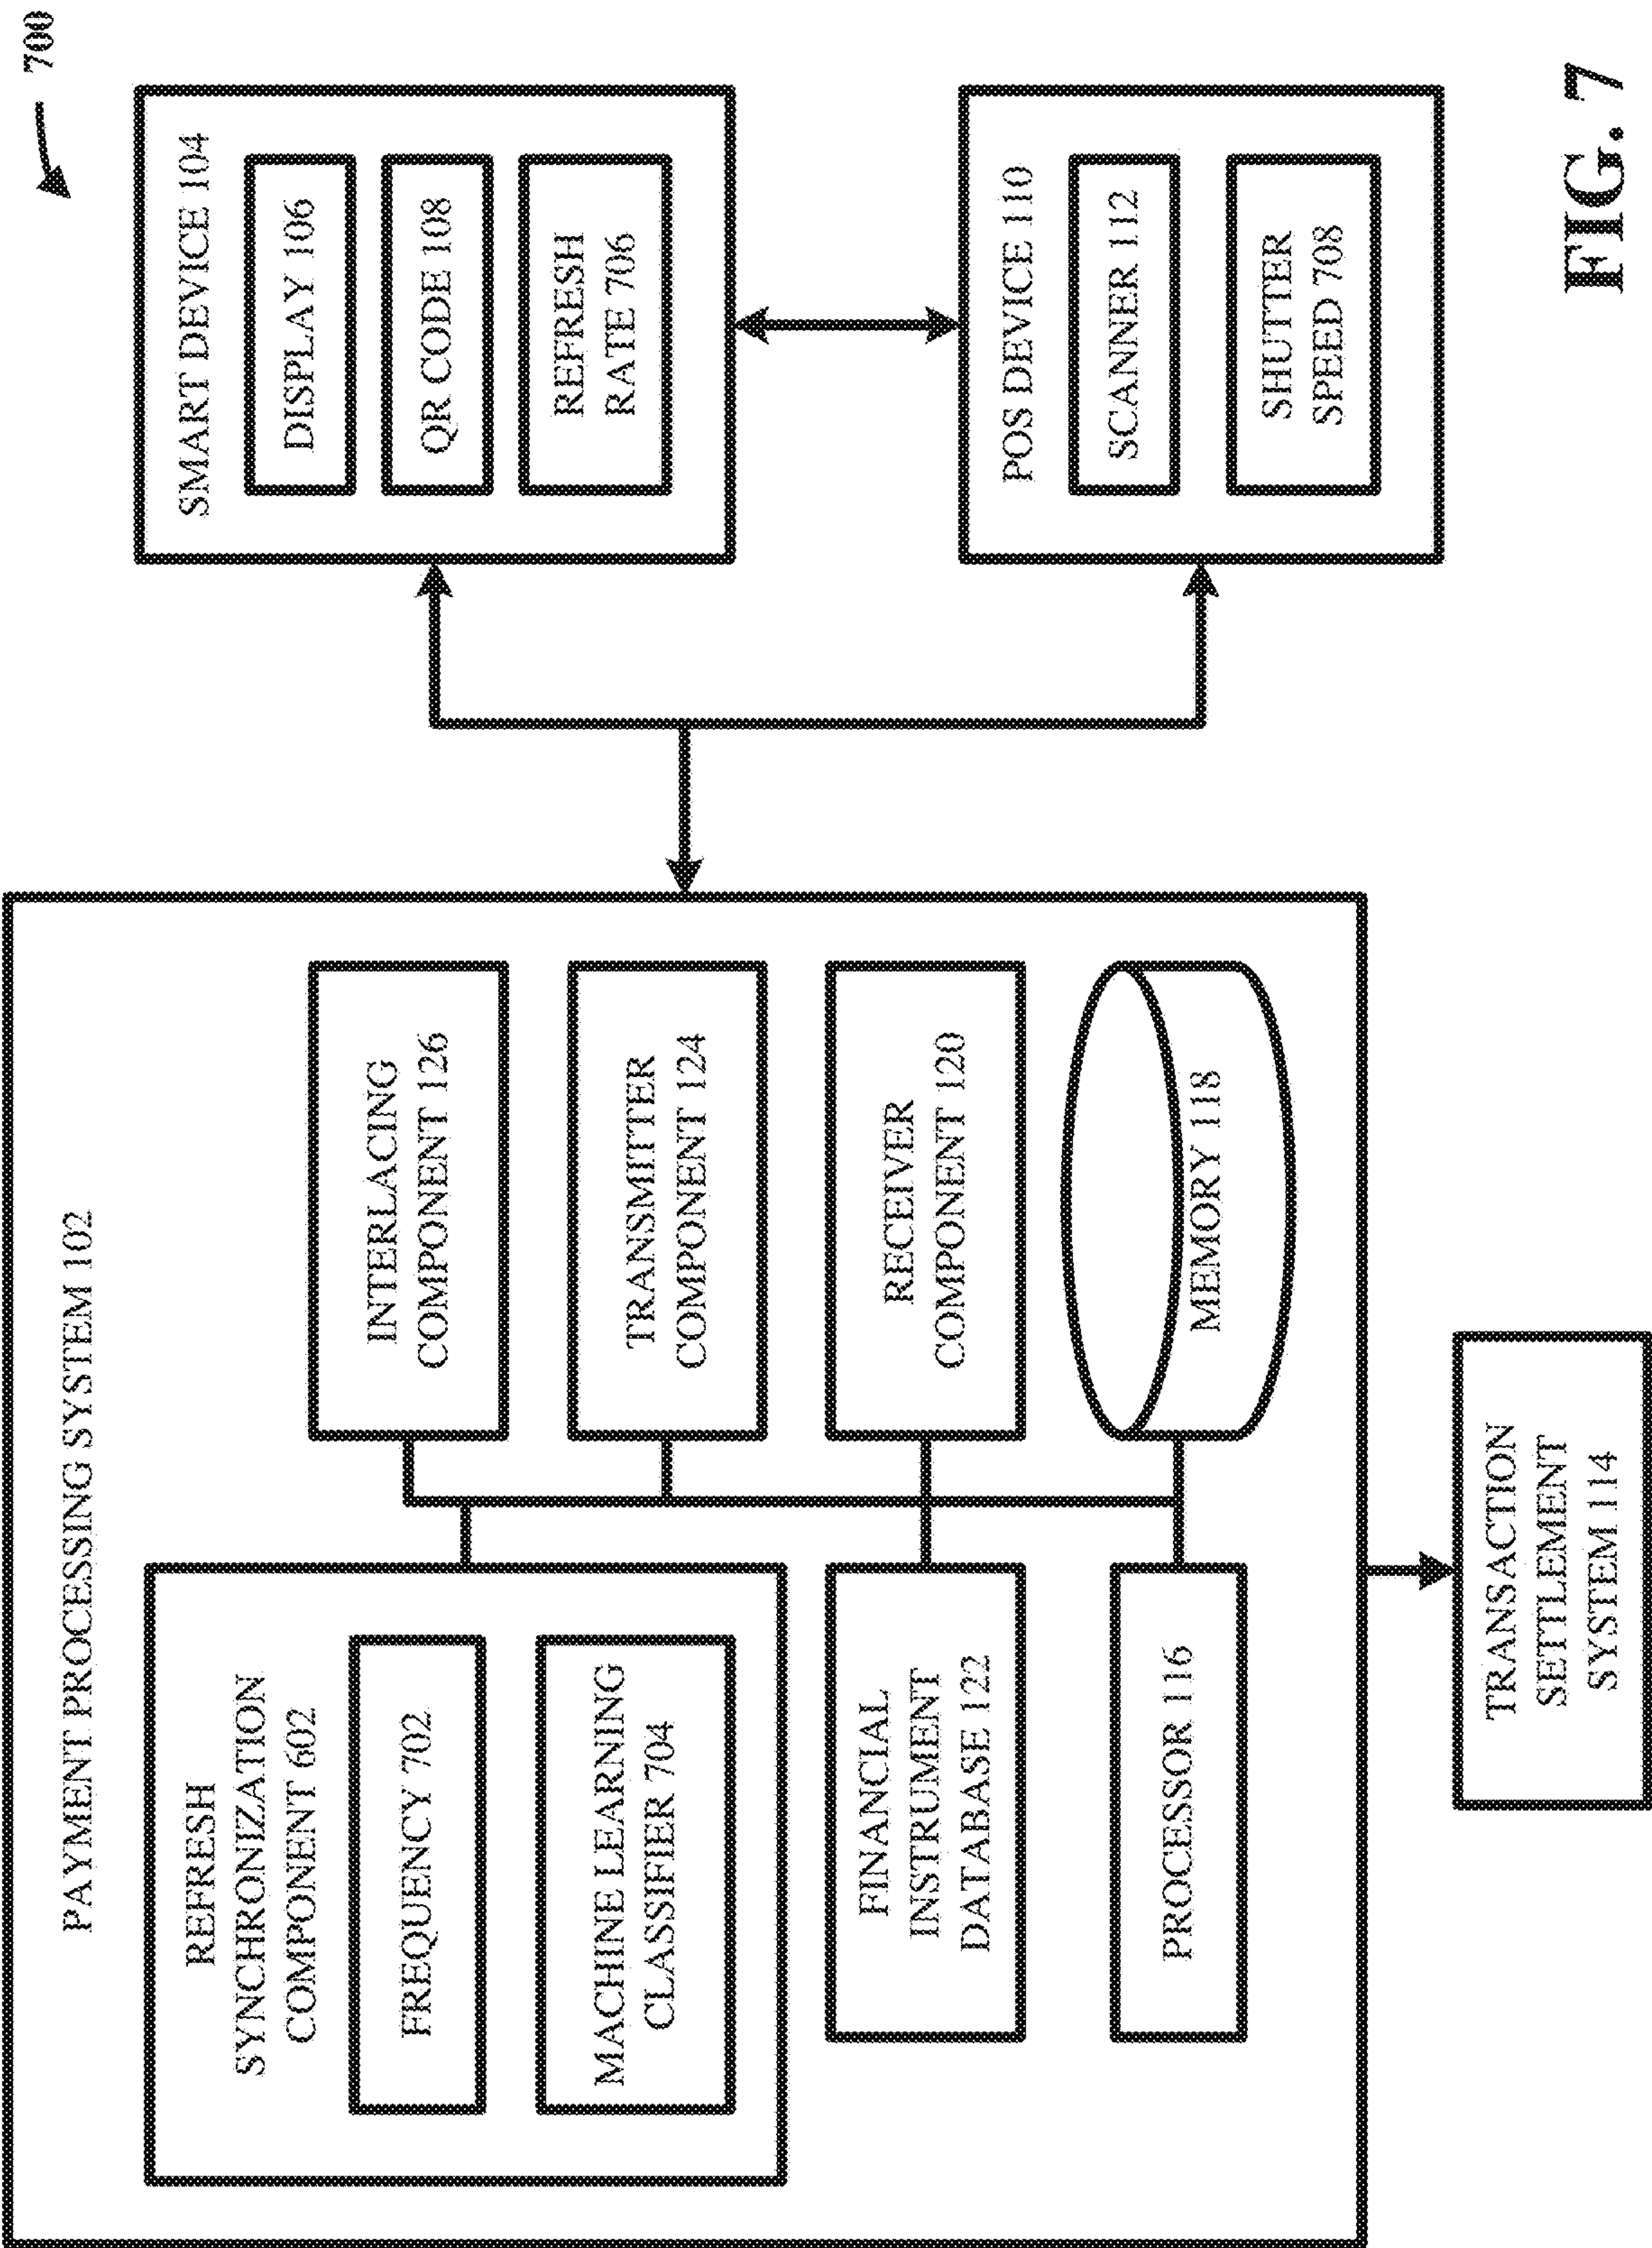 700
PAYMENT PROCESSING SYSTEM 102
REFRESH
SYNCHRONIZATION
COMPONENT 602
FREQUENCY 702
MACHINE LEARNING
CLASSIFIER 704
FINANCIAL
INSTRUMENT
DATABASE 122
PROCESSOR 116
INTERLACING
COMPONENT 126
TRANSMITTER
COMPONENT 124
RECEIVER
COMPONENT 120
MEMORY 118
SMART DEVICE 104
DISPLAY 106
QR CODE 108
REFRESH
RATE 706
POS DEVICE 110
SCANNER 112
SHUTTER
SPEED 708
TRANSACTION
SETTLEMENT
SYSTEM 114
FIG. 7